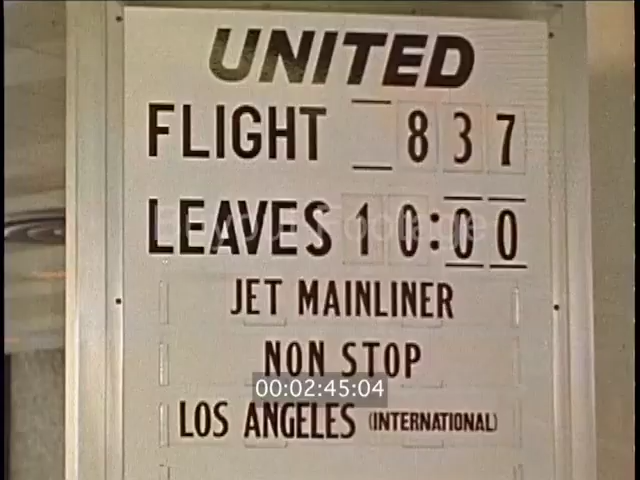 UNITED
FLIGHT 837
LEAVES 10:00
JET MAINLINER
NON STOP
00:02:45:04
LOS ANGELES (INTERNATIONAL)